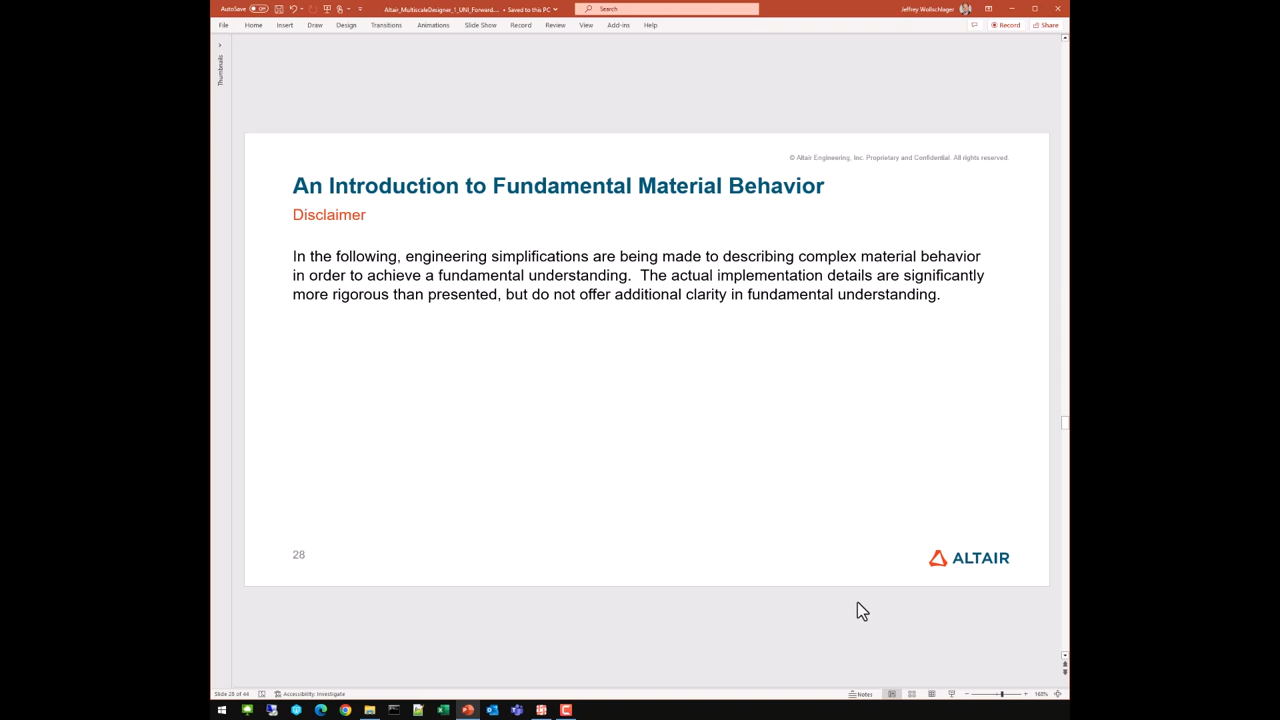 AutoSave Off
Altair_MultiscaleDesigner_1_UNI_Forward... • Saved to this PC
Search
Jeffrey Wollschlager
File Home Insert Draw Design Transitions Animations Slide Show Record Review View Add-ins Help
Record Share
Thumbnails
© Altair Engineering, Inc. Proprietary and Confidential. All rights reserved.
An Introduction to Fundamental Material Behavior
Disclaimer
In the following, engineering simplifications are being made to describing complex material behavior
in order to achieve a fundamental understanding. The actual implementation details are significantly
more rigorous than presented, but do not offer additional clarity in fundamental understanding.
28
ALTAIR
Slide 28 of 44 Accessibility: Investigate Notes 168%